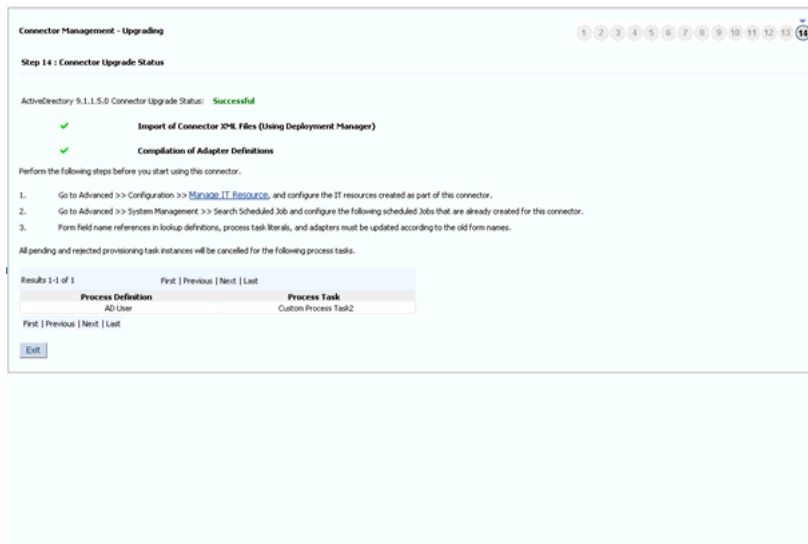 Connector Management - Upgrading
1 2 3 4 5 6 7 8 9 10 11 12 13 14
Step 14 : Connector Upgrade Status
ActiveDirectory 9.1.1.5.0 Connector Upgrade Status: Successful
Import of Connector XML Files (Using Deployment Manager)
Compilation of Adapter Definitions
Perform the following steps before you start using this connector.
1. Go to Advanced >> Configuration >> Manage IT Resource, and configure the IT resources created as part of this connector.
2. Go to Advanced >> System Management >> Search Scheduled Job and configure the following scheduled Jobs that are already created for this connector.
3. Form field name references in lookup definitions, process task literals, and adapters must be updated according to the old form names.
All pending and rejected provisioning task instances will be cancelled for the following process tasks.
Results 1-1 of 1 First | Previous | Next | Last
Process Definition Process Task
AD User Custom Process Task2
First | Previous | Next | Last
Exit